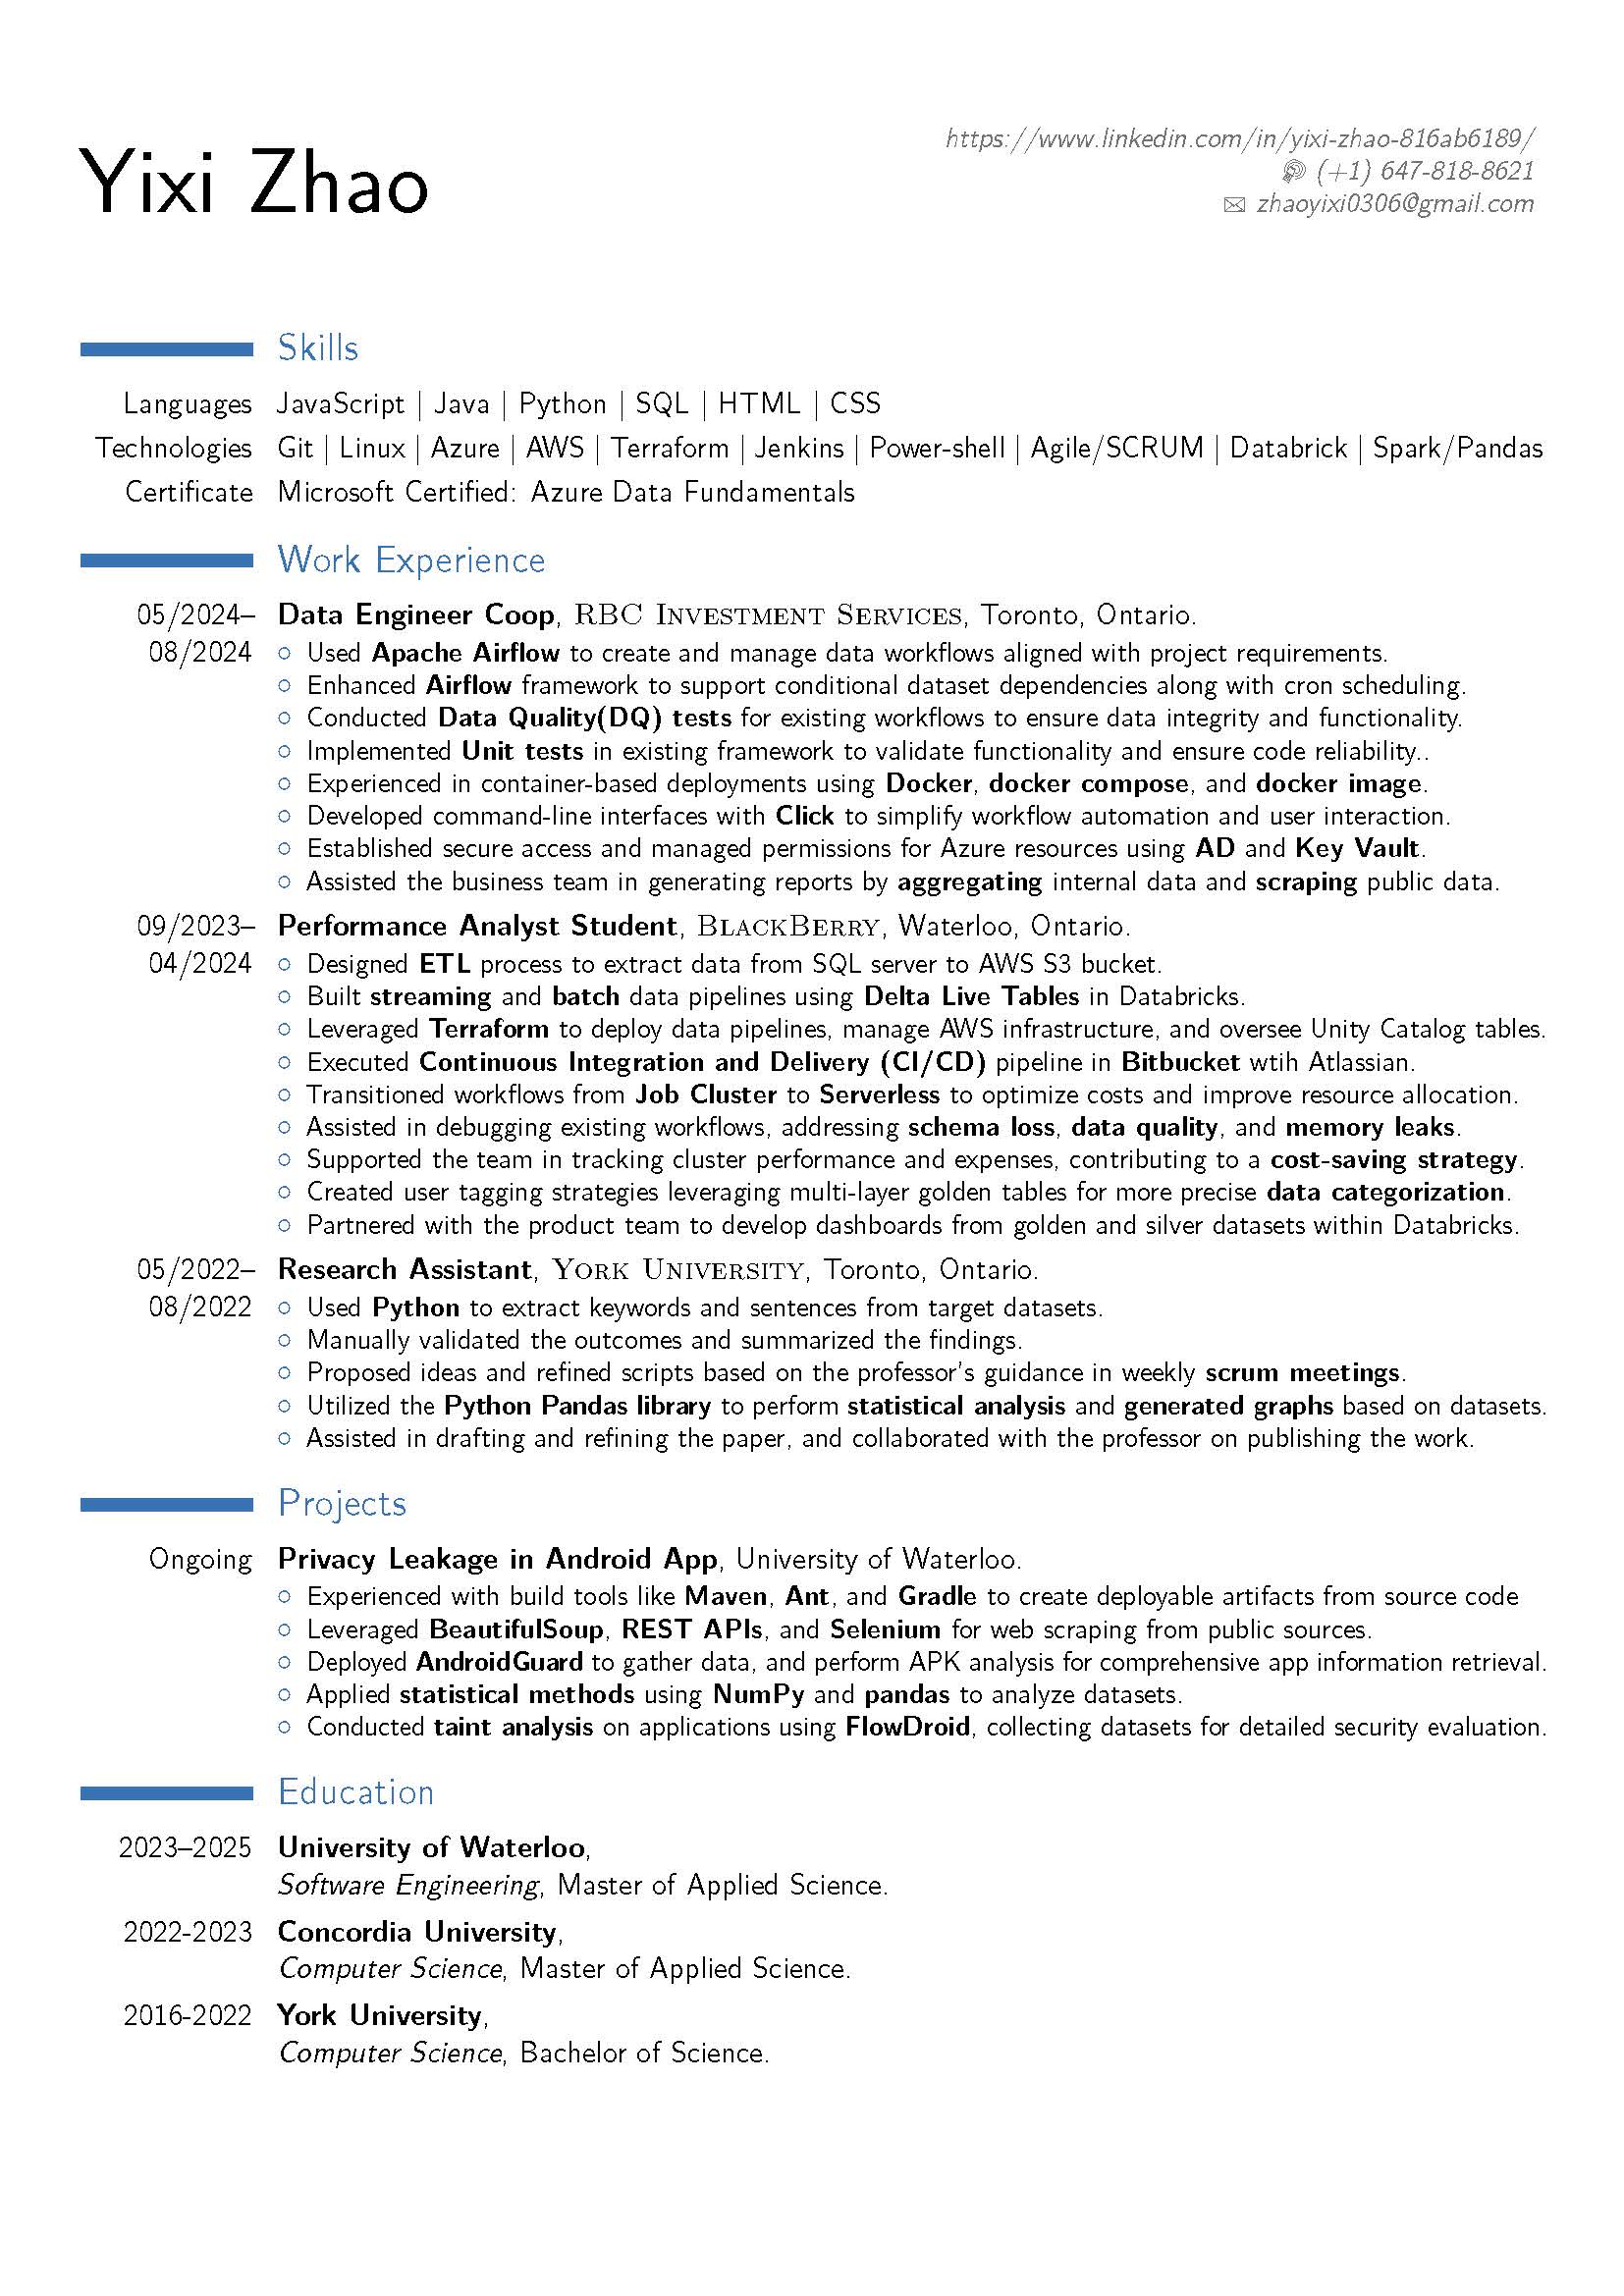 Yixi Zhao
https://www.linkedin.com/in/yixi-zhao-816ab6189/
(+1) 647-818-8621
zhaoyixi0306@gmail.com
Skills
Languages JavaScript | Java | Python | SQL | HTML | CSS
Technologies Git | Linux | Azure | AWS | Terraform | Jenkins | Power-shell | Agile/SCRUM | Databrick | Spark/Pandas
Certificate Microsoft Certified: Azure Data Fundamentals
Work Experience
05/2024– Data Engineer Coop, RBC Investment Services, Toronto, Ontario.
08/2024 ○ Used Apache Airflow to create and manage data workflows aligned with project requirements.
○ Enhanced Airflow framework to support conditional dataset dependencies along with cron scheduling.
○ Conducted Data Quality(DQ) tests for existing workflows to ensure data integrity and functionality.
○ Implemented Unit tests in existing framework to validate functionality and ensure code reliability..
○ Experienced in container-based deployments using Docker, docker compose, and docker image.
○ Developed command-line interfaces with Click to simplify workflow automation and user interaction.
○ Established secure access and managed permissions for Azure resources using AD and Key Vault.
○ Assisted the business team in generating reports by aggregating internal data and scraping public data.
09/2023– Performance Analyst Student, BlackBerry, Waterloo, Ontario.
04/2024 ○ Designed ETL process to extract data from SQL server to AWS S3 bucket.
○ Built streaming and batch data pipelines using Delta Live Tables in Databricks.
○ Leveraged Terraform to deploy data pipelines, manage AWS infrastructure, and oversee Unity Catalog tables.
○ Executed Continuous Integration and Delivery (CI/CD) pipeline in Bitbucket wtih Atlassian.
○ Transitioned workflows from Job Cluster to Serverless to optimize costs and improve resource allocation.
○ Assisted in debugging existing workflows, addressing schema loss, data quality, and memory leaks.
○ Supported the team in tracking cluster performance and expenses, contributing to a cost-saving strategy.
○ Created user tagging strategies leveraging multi-layer golden tables for more precise data categorization.
○ Partnered with the product team to develop dashboards from golden and silver datasets within Databricks.
05/2022– Research Assistant, York University, Toronto, Ontario.
08/2022 ○ Used Python to extract keywords and sentences from target datasets.
○ Manually validated the outcomes and summarized the findings.
○ Proposed ideas and refined scripts based on the professor's guidance in weekly scrum meetings.
○ Utilized the Python Pandas library to perform statistical analysis and generated graphs based on datasets.
○ Assisted in drafting and refining the paper, and collaborated with the professor on publishing the work.
Projects
Ongoing Privacy Leakage in Android App, University of Waterloo.
○ Experienced with build tools like Maven, Ant, and Gradle to create deployable artifacts from source code
○ Leveraged BeautifulSoup, REST APIs, and Selenium for web scraping from public sources.
○ Deployed AndroidGuard to gather data, and perform APK analysis for comprehensive app information retrieval.
○ Applied statistical methods using NumPy and pandas to analyze datasets.
○ Conducted taint analysis on applications using FlowDroid, collecting datasets for detailed security evaluation.
Education
2023–2025 University of Waterloo,
Software Engineering, Master of Applied Science.
2022-2023 Concordia University,
Computer Science, Master of Applied Science.
2016-2022 York University,
Computer Science, Bachelor of Science.